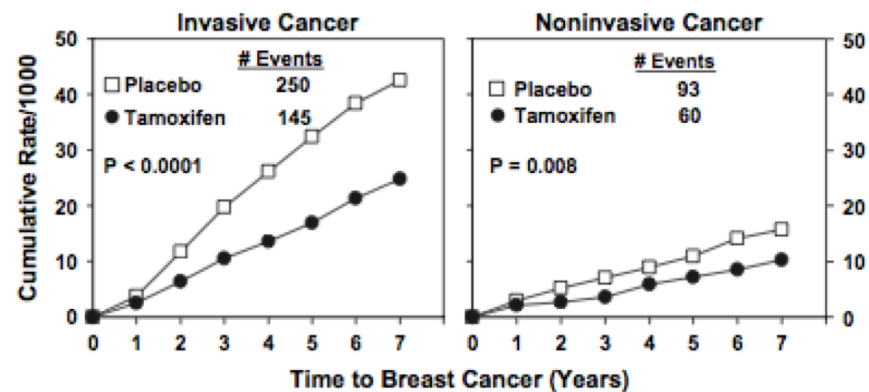 Invasive Cancer
Noninvasive Cancer
Cumulative Rate/1000
50
40
30
20
10
0
# Events
Placebo 250
Tamoxifen 145
P < 0.0001
0 1 2 3 4 5 6 7
# Events
Placebo 93
Tamoxifen 60
P = 0.008
0 1 2 3 4 5 6 7
50
40
30
20
10
0
Time to Breast Cancer (Years)